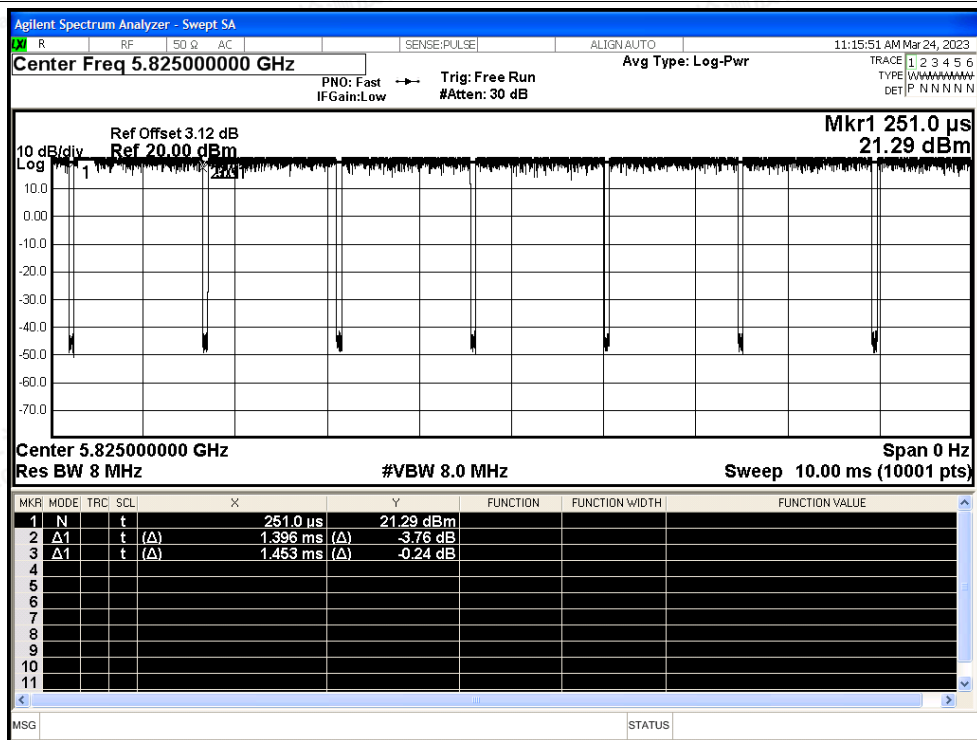 Agilent Spectrum Analyzer - Swept SA
LXI R RF 50 Ω AC SENSE:PULSE ALIGN AUTO 11:15:51 AM Mar 24, 2023
Center Freq 5.825000000 GHz
PNO: Fast
IFGain:Low
Trig: Free Run
#Atten: 30 dB
Avg Type: Log-Pwr
TRACE 1 2 3 4 5 6
TYPE WWWWWW
DET P N N N N N
Mkr1 251.0 µs
21.29 dBm
Ref Offset 3.12 dB
10 dB/div Ref 20.00 dBm
Log
1
10.0
0.00
-10.0
-20.0
-30.0
-40.0
-50.0
-60.0
-70.0
Center 5.825000000 GHz Span 0 Hz
Res BW 8 MHz #VBW 8.0 MHz Sweep 10.00 ms (10001 pts)
MKR MODE TRC SCL X Y FUNCTION FUNCTION WIDTH FUNCTION VALUE
1 N t 251.0 µs 21.29 dBm
2 Δ1 t (Δ) 1.396 ms (Δ) -3.76 dB
3 Δ1 t (Δ) 1.453 ms (Δ) -0.24 dB
4
5
6
7
8
9
10
11
MSG STATUS